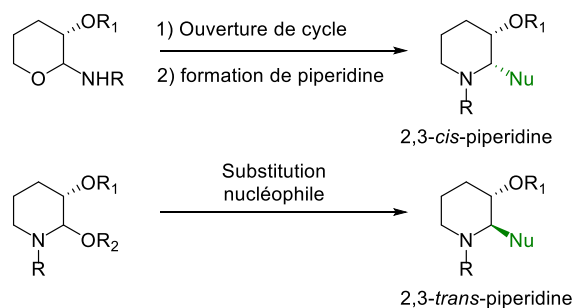 OR₁
O
NHR
1) Ouverture de cycle
2) formation de piperidine
OR₁
N
Nu
R
2,3-cis-piperidine
OR₁
N
OR₂
R
Substitution
nucléophile
OR₁
N
Nu
R
2,3-trans-piperidine